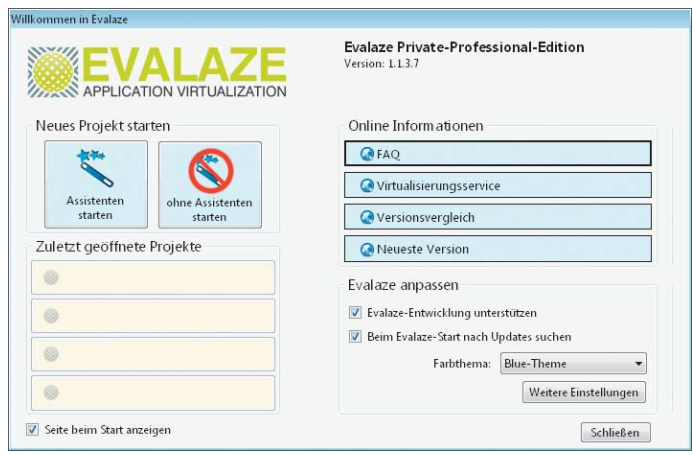 Willkommen in Evalaze
EVALAZE
APPLICATION VIRTUALIZATION
Evalaze Private-Professional-Edition
Version: 1.1.3.7
Neues Projekt starten
Assistenten
starten
ohne Assistenten
starten
Zuletzt geöffnete Projekte
Seite beim Start anzeigen
Online Informationen
FAQ
Virtualisierungsservice
Versionsvergleich
Neueste Version
Evalaze anpassen
Evalaze-Entwicklung unterstützen
Beim Evalaze-Start nach Updates suchen
Farbthema: Blue-Theme
Weitere Einstellungen
Schließen